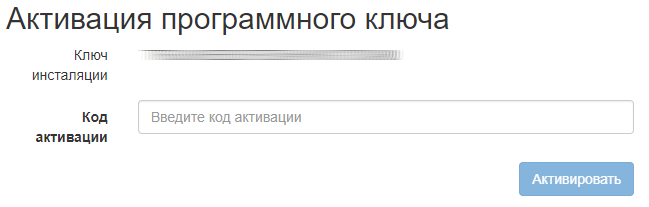 Активация программного ключа
Ключ
инсталяции
Код
активации
Введите код активации
Активировать